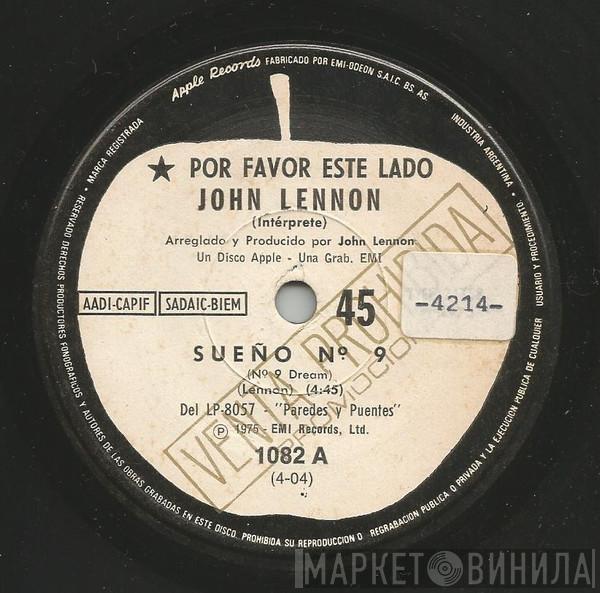 Apple Records FABRICADO POR EMI-ODEON S.A.I.C. BS. AS.
INDUSTRIA ARGENTINA •
USUARIO Y PROCEDIMIENTO.
REGRABACION PUBLICA O PRIVADA Y LA EJECUCION PUBLICA DE CUALQUIER
Y AUTORES DE LAS OBRAS GRABADAS EN ESTE DISCO. PROHIBIDA SU REPRODUCCION O
RESERVADO DERECHOS PRODUCTORES FONOGRAFICOS
• MARCA REGISTRADA
★ POR FAVOR ESTE LADO
JOHN LENNON
(Intérprete)
Arreglado y Producido por John Lennon
Un Disco Apple - Una Grab. EMI
AADI-CAPIF SADAIC-BIEM
45
-4214-
SUEÑO Nº 9
(Nº 9 Dream)
(Lennon) (4:45)
Del LP-8057 - "Paredes y Puentes"
Ⓟ 1975 - EMI Records, Ltd.
1082 A
(4-04)
VENTA PROHIBIDA
PROMOCION
МАРКЕТ ВИНИЛА